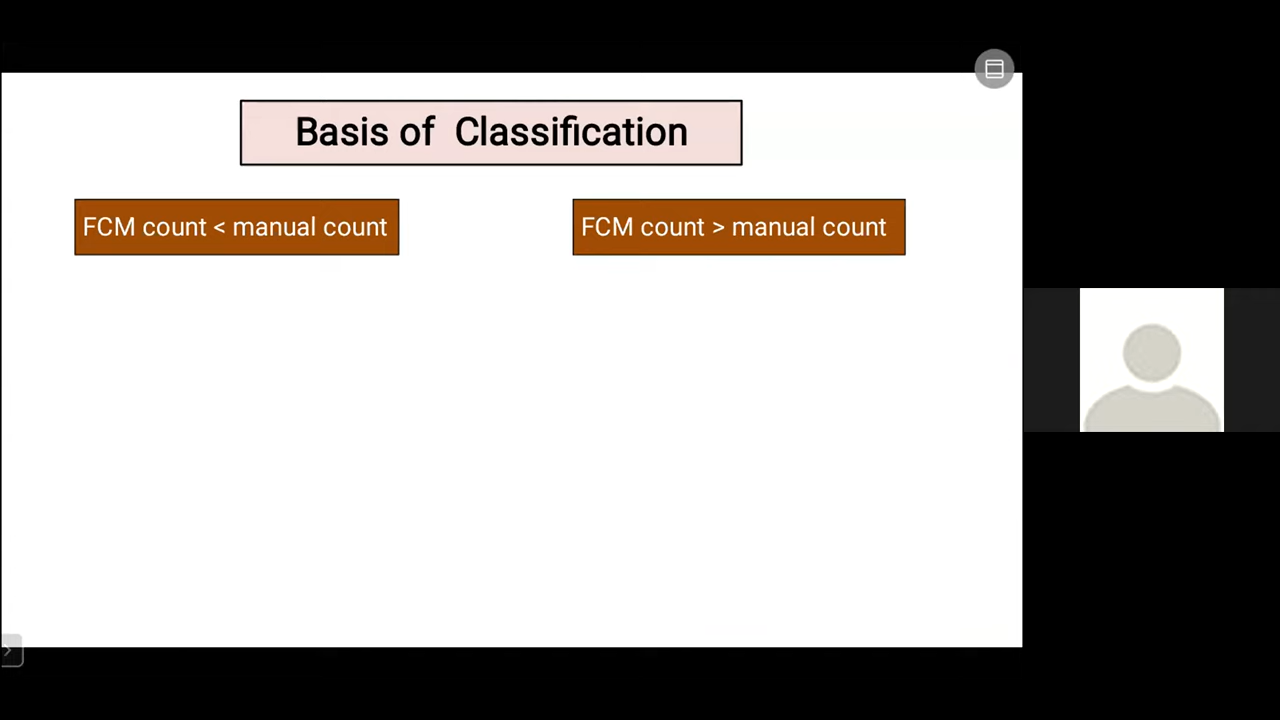 Basis of  Classification
FCM count < manual count
FCM count > manual count